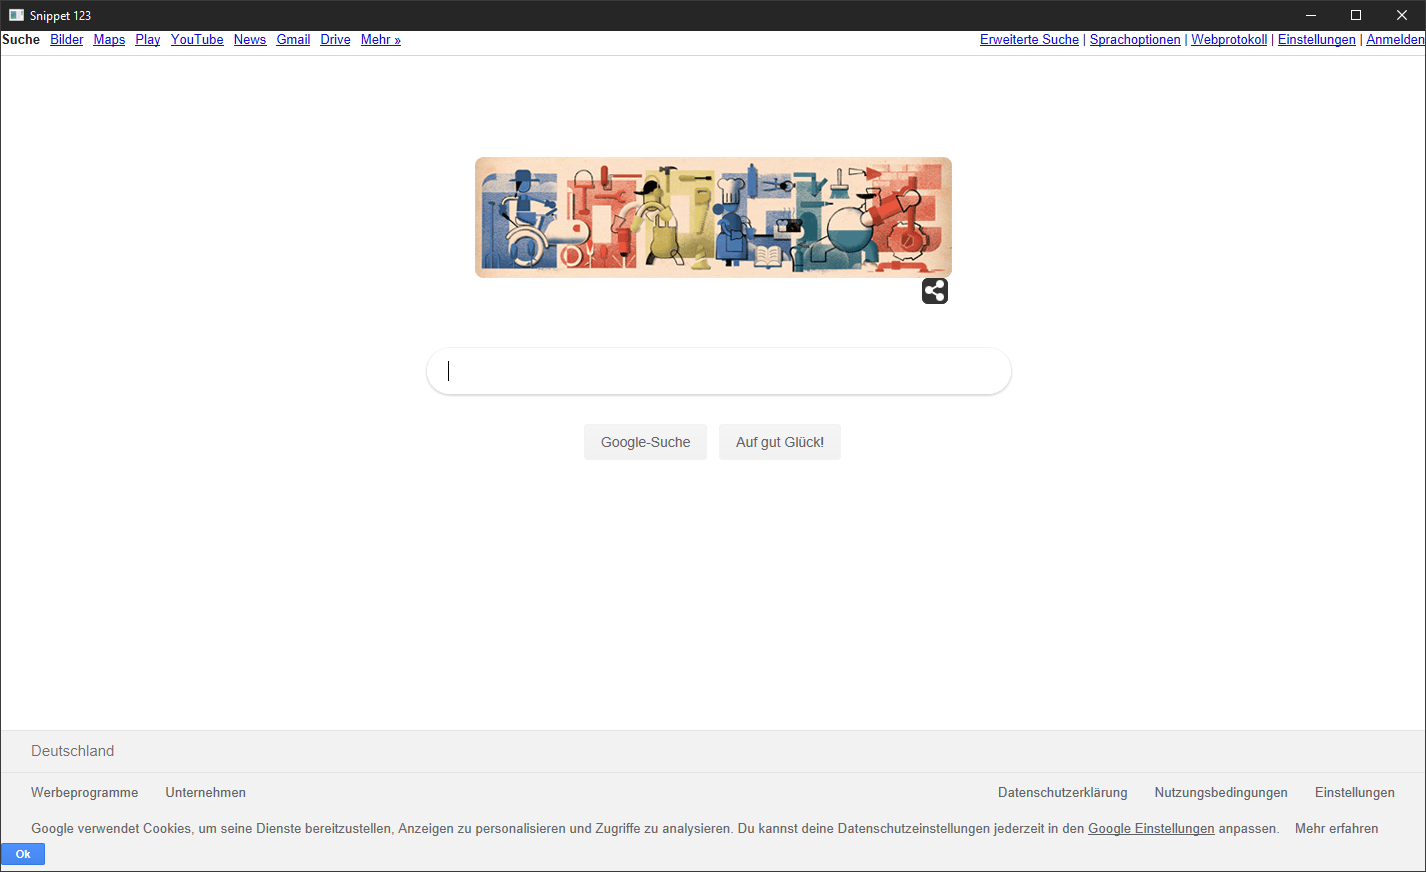 Snippet 123
Suche Bilder Maps Play YouTube News Gmail Drive Mehr » Erweiterte Suche | Sprachoptionen | Webprotokoll | Einstellungen | Anmelden
Google-Suche Auf gut Glück!
Deutschland
Werbeprogramme Unternehmen Datenschutzerklärung Nutzungsbedingungen Einstellungen
Google verwendet Cookies, um seine Dienste bereitzustellen, Anzeigen zu personalisieren und Zugriffe zu analysieren. Du kannst deine Datenschutzeinstellungen jederzeit in den Google Einstellungen anpassen. Mehr erfahren
Ok